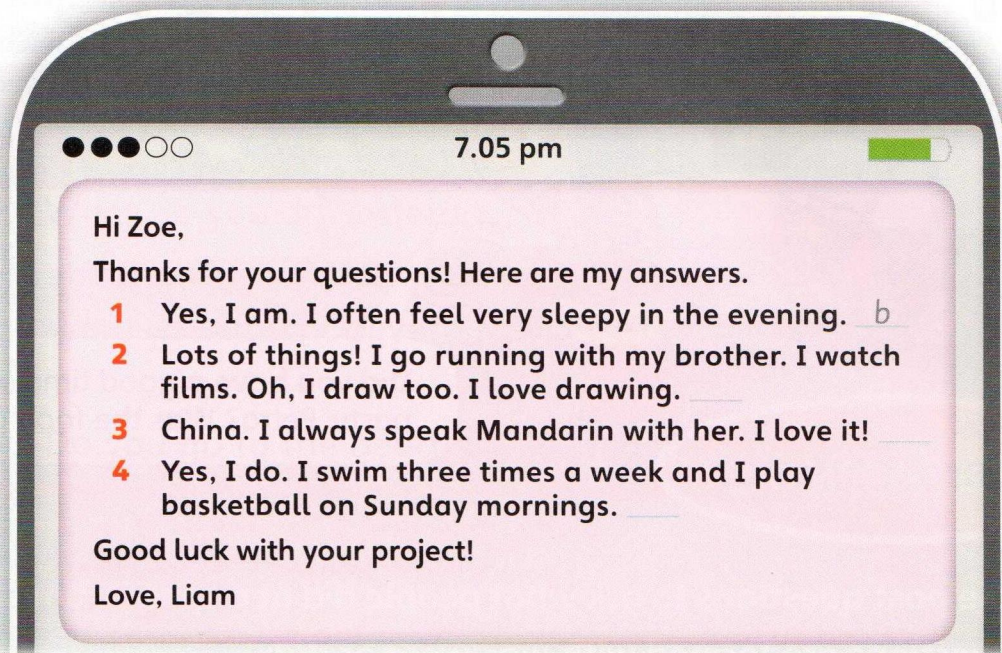 7.05 pm
Hi Zoe,
Thanks for your questions! Here are my answers.
1 Yes, I am. I often feel very sleepy in the evening. b
2 Lots of things! I go running with my brother. I watch
films. Oh, I draw too. I love drawing.
3 China. I always speak Mandarin with her. I love it!
4 Yes, I do. I swim three times a week and I play
basketball on Sunday mornings.
Good luck with your project!
Love, Liam